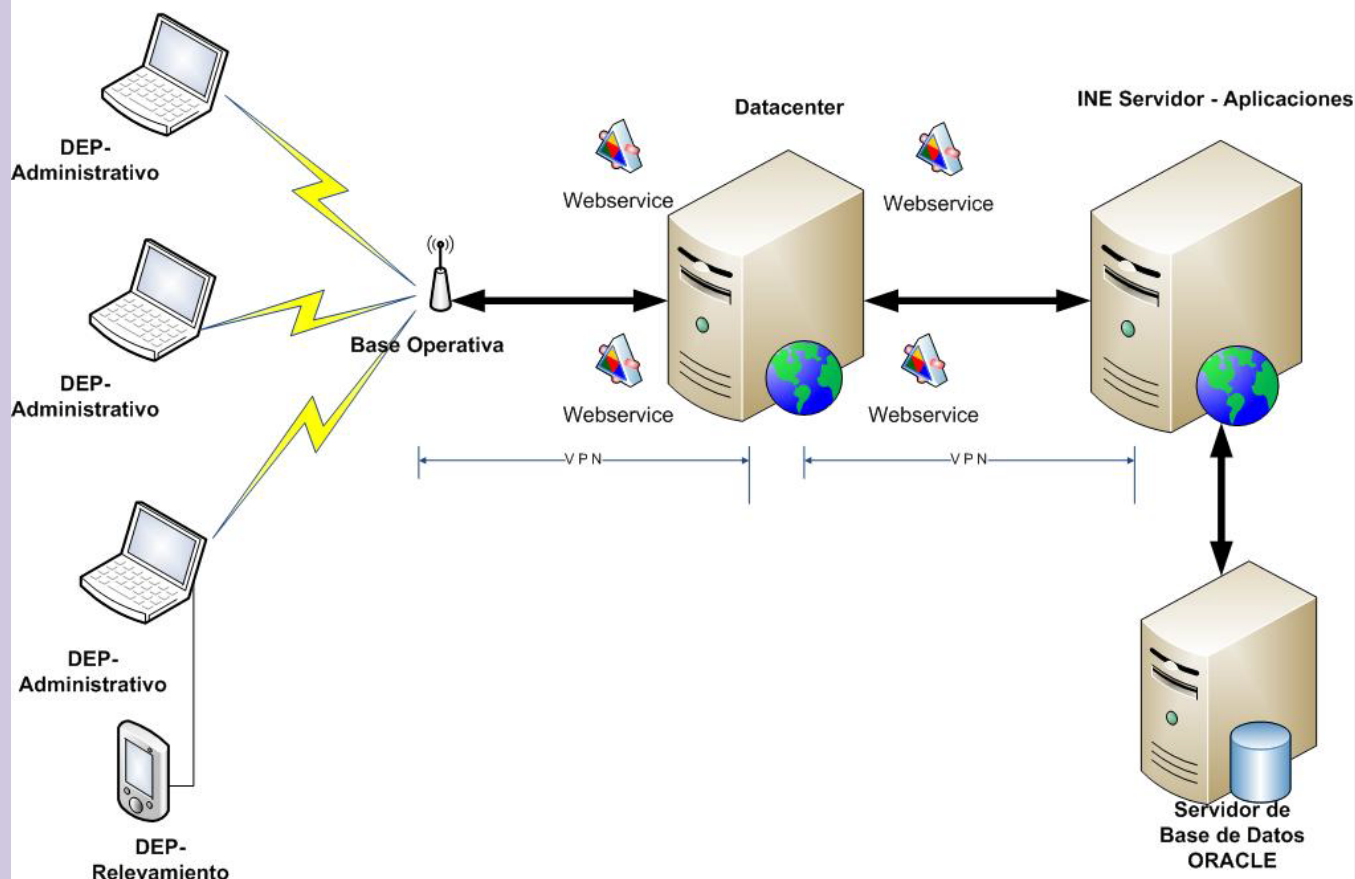 DEP-
Administrativo
DEP-
Administrativo
DEP-
Administrativo
DEP-
Relevamiento
Base Operativa
Webservice
Webservice
Datacenter
Webservice
Webservice
VPN
VPN
INE Servidor - Aplicaciones
Servidor de
Base de Datos
ORACLE